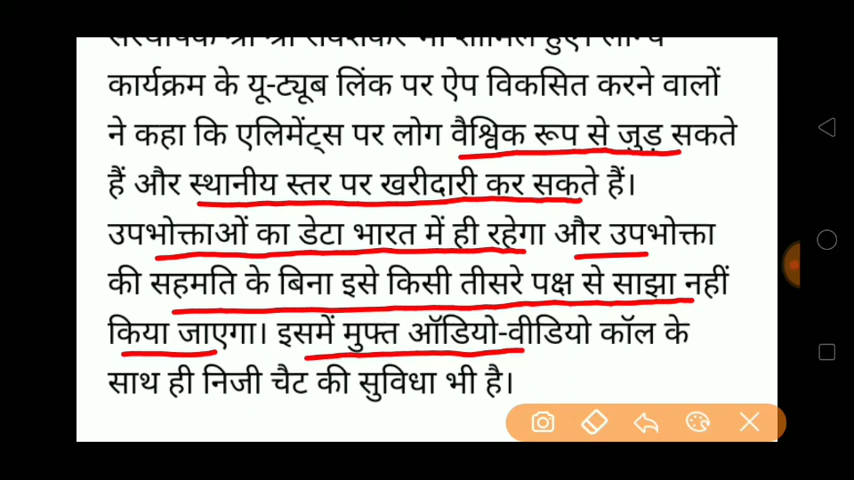 कार्यक्रम के यू-ट्यूब लिंक पर ऐप विकसित करने वालों
ने कहा कि एलिमेंट्स पर लोग वैश्विक रूप से जुड़ सकते
हैं और स्थानीय स्तर पर खरीदारी कर सकते हैं।
उपभोक्ताओं का डेटा भारत में ही रहेगा और उपभोक्ता
की सहमति के बिना इसे किसी तीसरे पक्ष से साझा नहीं
किया जाएगा। इसमें मुफ्त ऑडियो-वीडियो कॉल के
साथ ही निजी चैट की सुविधा भी है।